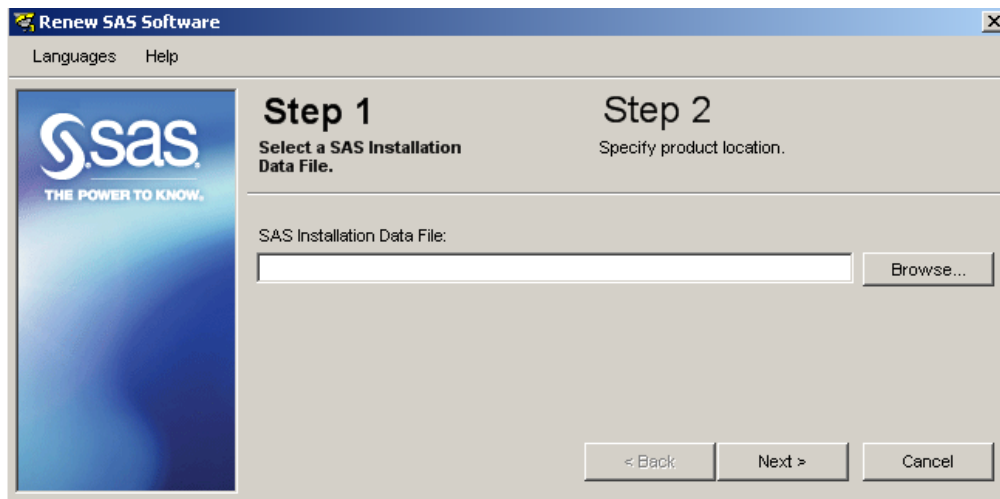 Renew SAS Software
Languages Help
S.sas.
THE POWER TO KNOW.
Step 1
Select a SAS Installation
Data File.
Step 2
Specify product location.
SAS Installation Data File:
Browse...
< Back
Next >
Cancel